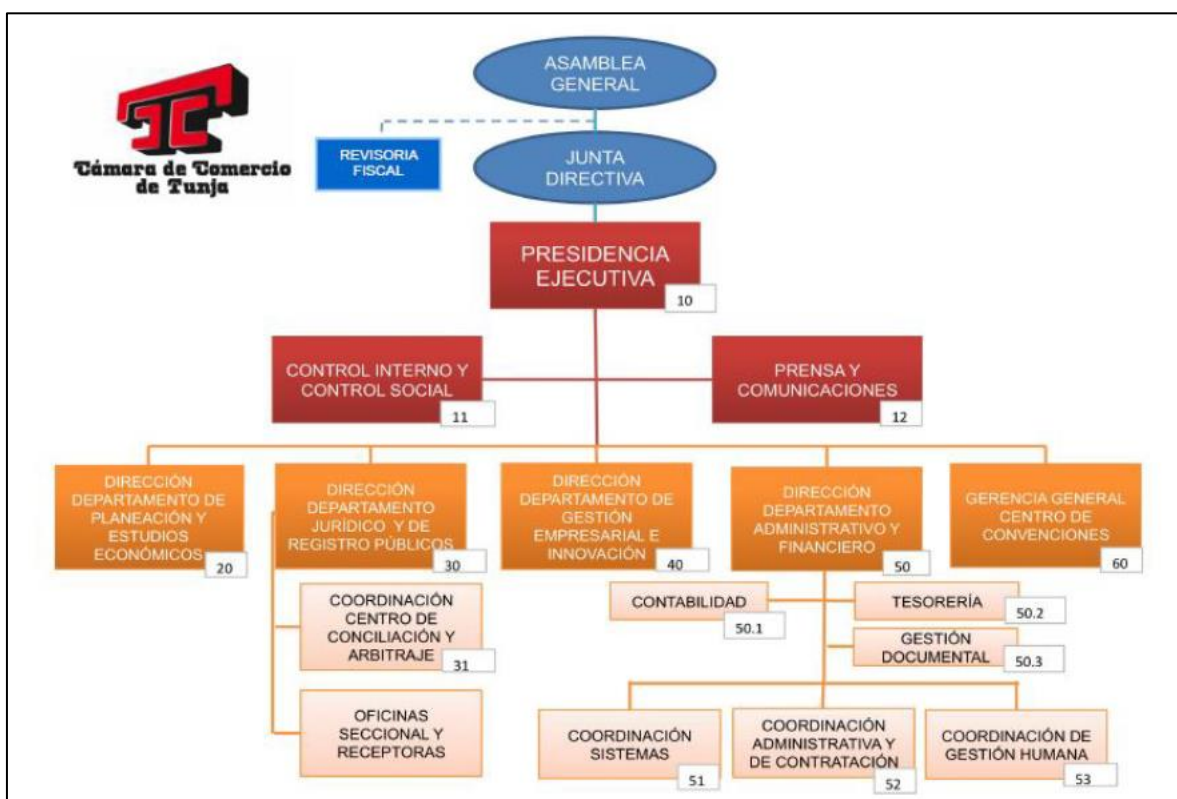 ASAMBLEA
GENERAL
Cámara de Comercio
de Tunja
REVISORIA
FISCAL
JUNTA
DIRECTIVA
PRESIDENCIA
EJECUTIVA
10
CONTROL INTERNO Y
CONTROL SOCIAL
11
PRENSA Y
COMUNICACIONES
12
DIRECCIÓN
DEPARTAMENTO DE
PLANEACIÓN Y
ESTUDIOS
ECONÓMICOS
20
DIRECCIÓN
DEPARTAMENTO
JURÍDICO Y DE
REGISTRO PÚBLICOS
30
DIRECCIÓN
DEPARTAMENTO DE
GESTIÓN
EMPRESARIAL E
INNOVACIÓN
40
DIRECCIÓN
DEPARTAMENTO
ADMINISTRATIVO Y
FINANCIERO
50
GERENCIA GENERAL
CENTRO DE
CONVENCIONES
60
COORDINACIÓN
CENTRO DE
CONCILIACIÓN Y
ARBITRAJE
31
OFICINAS
SECCIONAL Y
RECEPTORAS
CONTABILIDAD
50.1
TESORERÍA
50.2
GESTIÓN
DOCUMENTAL
50.3
COORDINACIÓN
SISTEMAS
51
COORDINACIÓN
ADMINISTRATIVA Y
DE CONTRATACIÓN
52
COORDINACIÓN DE
GESTIÓN HUMANA
53